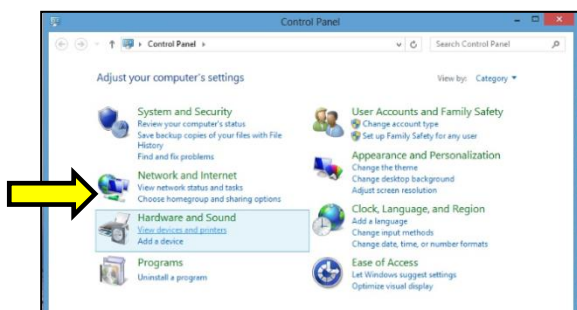 Control Panel
Control Panel
Search Control Panel
Adjust your computer's settings
View by: Category
System and Security
Review your computer's status
Save backup copies of your files with File
History
Find and fix problems
Network and Internet
View network status and tasks
Choose homegroup and sharing options
Hardware and Sound
View devices and printers
Add a device
Programs
Uninstall a program
User Accounts and Family Safety
Change account type
Set up Family Safety for any user
Appearance and Personalization
Change the theme
Change desktop background
Adjust screen resolution
Clock, Language, and Region
Add a language
Change input methods
Change date, time, or number formats
Ease of Access
Let Windows suggest settings
Optimize visual display